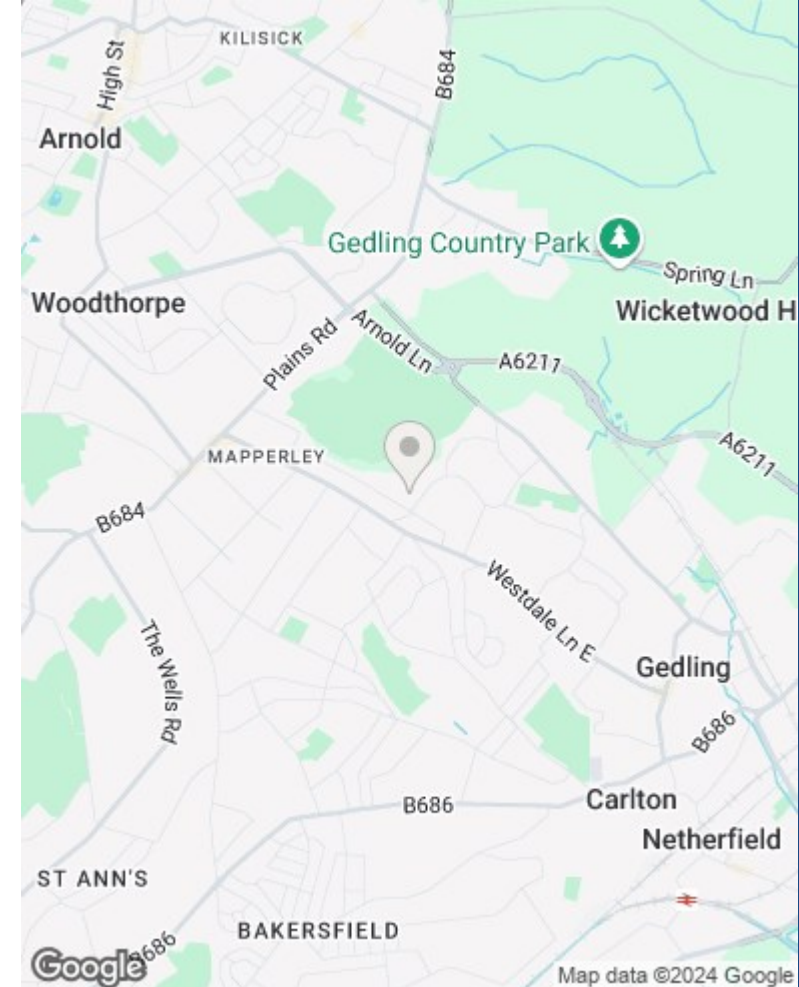 KILISICK
High St
B684
Arnold
Gedling Country Park
Spring Ln
Woodthorpe
Wicketwood H
Arnold Ln
Plains Rd
A6211
MAPPERLEY
A6211
B684
Westdale Ln E
The Wells Rd
Gedling
B686
B686
Carlton
Netherfield
ST ANN'S
BAKERSFIELD
B686
Google
Map data ©2024 Google